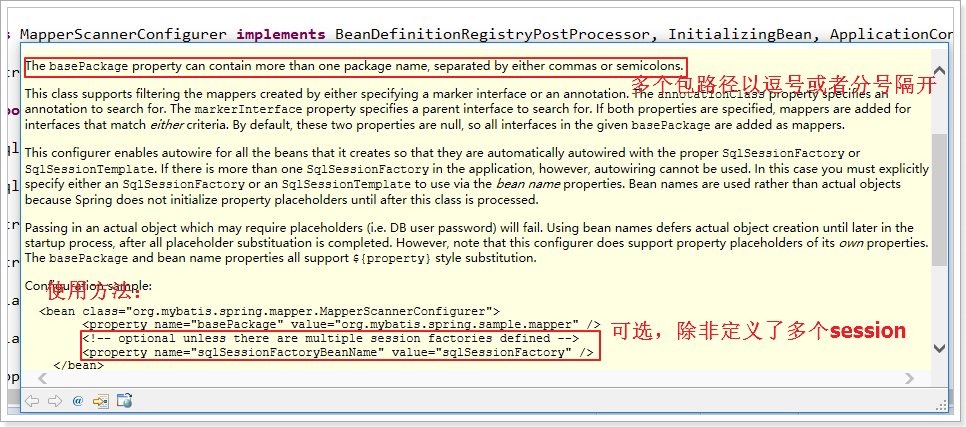 s MapperScannerConfigurer implements BeanDefinitionRegistryPostProcessor, InitializingBean, ApplicationCon
The basePackage property can contain more than one package name, separated by either commas or semicolons.
多个包路径以逗号或者分号隔开
This class supports filtering the mappers created by either specifying a marker interface or an annotation. The annotationClass property specifies an
annotation to search for. The markerInterface property specifies a parent interface to search for. If both properties are specified, mappers are added for
interfaces that match either criteria. By default, these two properties are null, so all interfaces in the given basePackage are added as mappers.
This configurer enables autowire for all the beans that it creates so that they are automatically autowired with the proper SqlSessionFactory or
SqlSessionTemplate. If there is more than one SqlSessionFactory in the application, however, autowiring cannot be used. In this case you must explicitly
specify either an SqlSessionFactory or an SqlSessionTemplate to use via the bean name properties. Bean names are used rather than actual objects
because Spring does not initialize property placeholders until after this class is processed.
Passing in an actual object which may require placeholders (i.e. DB user password) will fail. Using bean names defers actual object creation until later in the
startup process, after all placeholder substituation is completed. However, note that this configurer does support property placeholders of its own properties.
The basePackage and bean name properties all support ${property} style substitution.
Configuration sample:
使用方法:
<bean class="org.mybatis.spring.mapper.MapperScannerConfigurer">
<property name="basePackage" value="org.mybatis.spring.sample.mapper" />
<!-- optional unless there are multiple session factories defined -->
<property name="sqlSessionFactoryBeanName" value="sqlSessionFactory" />
可选，除非定义了多个session
</bean>